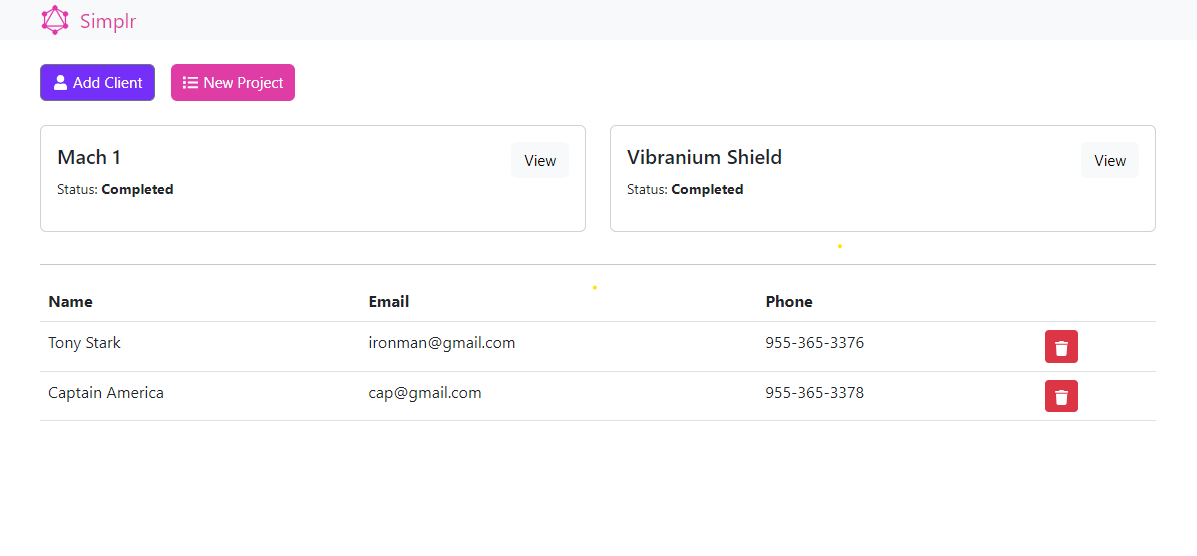 Simplr
Add Client New Project
Mach 1 View
Status: Completed
Vibranium Shield View
Status: Completed
Name Email Phone
Tony Stark ironman@gmail.com 955-365-3376
Captain America cap@gmail.com 955-365-3378